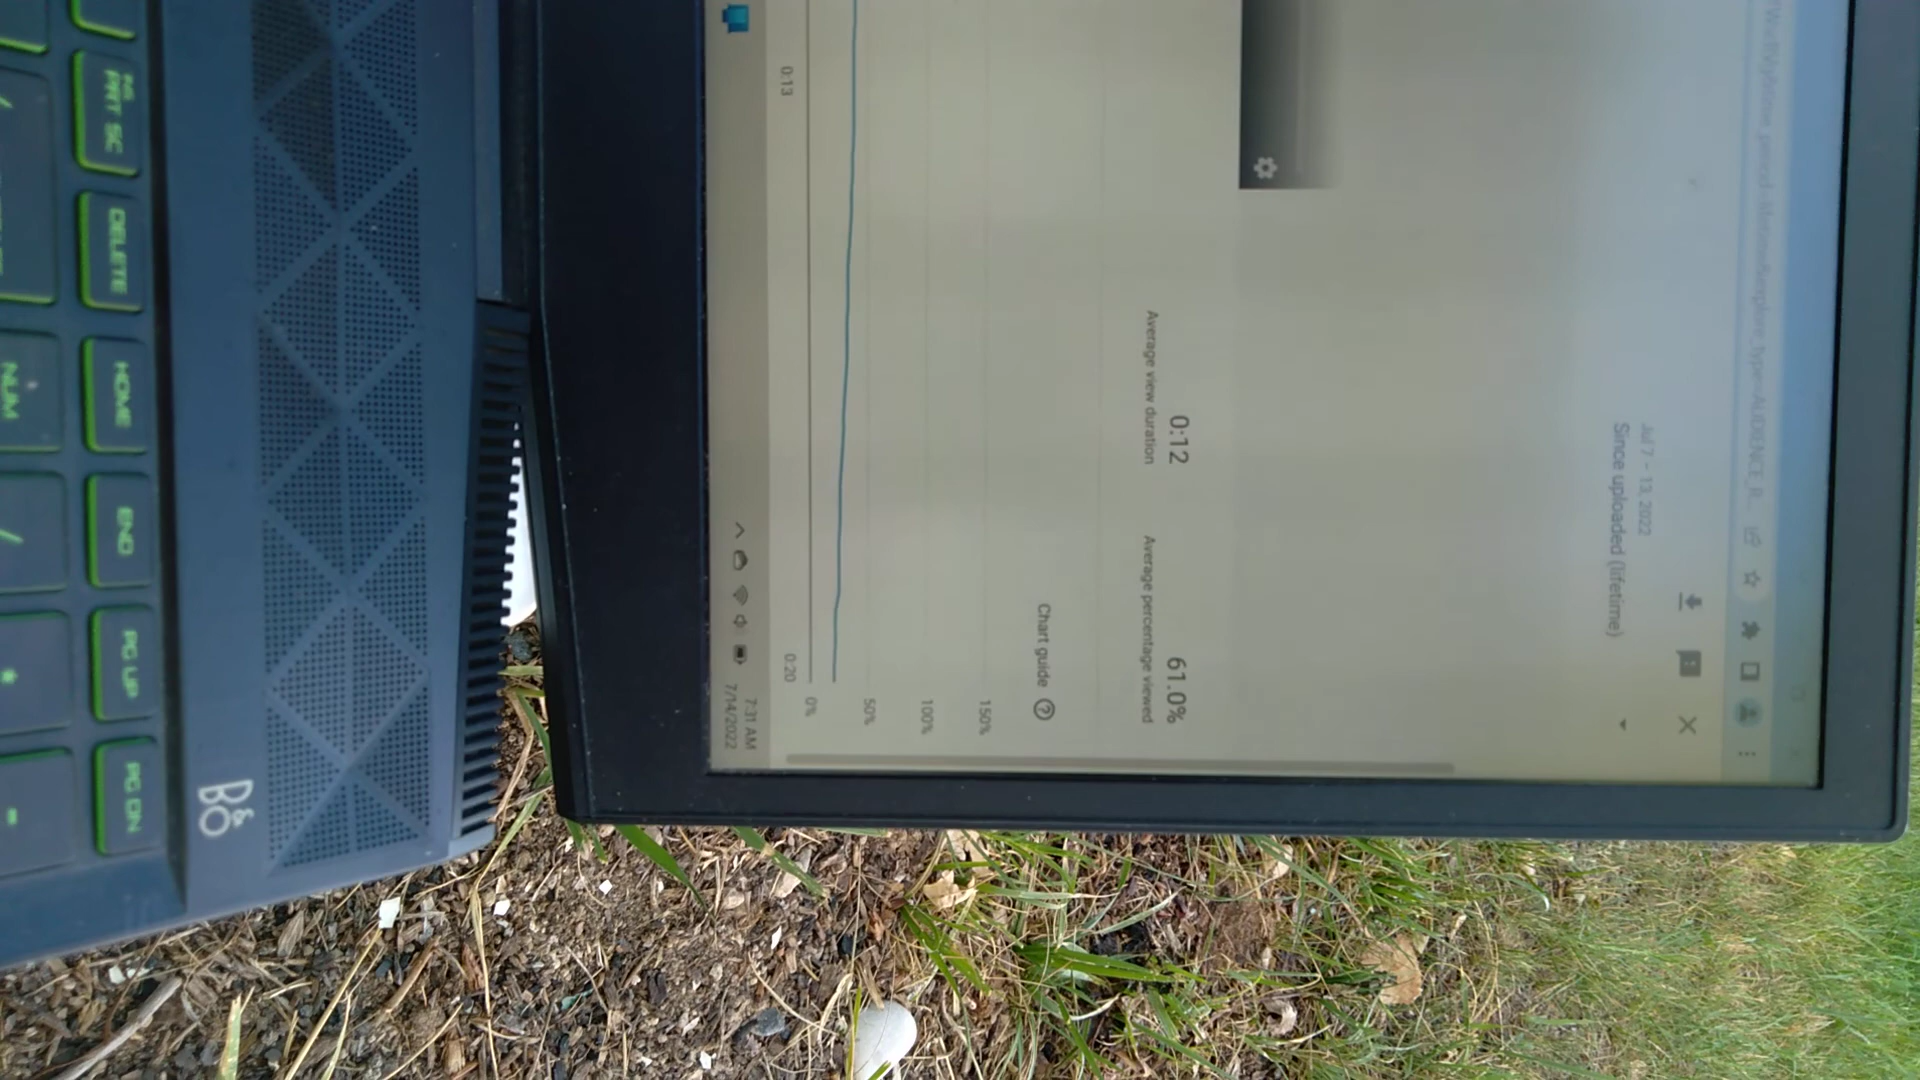 Jul 7 – 13, 2022
Since uploaded (lifetime)
0:12
61.0%
Average view duration
Average percentage viewed
Chart guide
150%
100%
50%
0%
0:13
0:20
7:31 AM
7/14/2022
PRT SC
DELETE
HOME
END
PG UP
PG DN
NUM
/
*
-
B&O